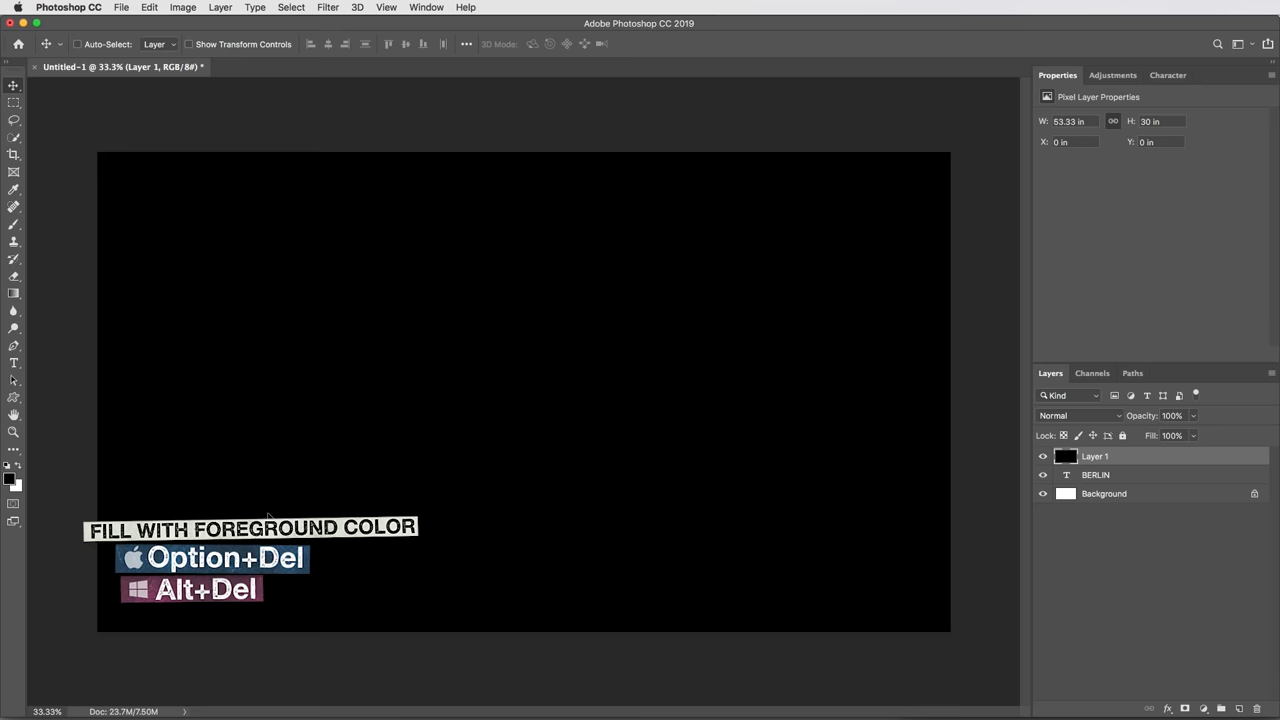 Photoshop CC File Edit Image Layer Type Select Filter 3D View Window Help
Adobe Photoshop CC 2019
Auto-Select: Layer Show Transform Controls 3D Mode:
Untitled-1 @ 33.3% (Layer 1, RGB/8#) *
Properties Adjustments Character
Pixel Layer Properties
W: 53.33 in H: 30 in
X: 0 in Y: 0 in
Layers Channels Paths
Kind
Normal Opacity: 100%
Lock: Fill: 100%
Layer 1
T BERLIN
Background
FILL WITH FOREGROUND COLOR
Option+Del
Alt+Del
33.33% Doc: 23.7M/7.50M